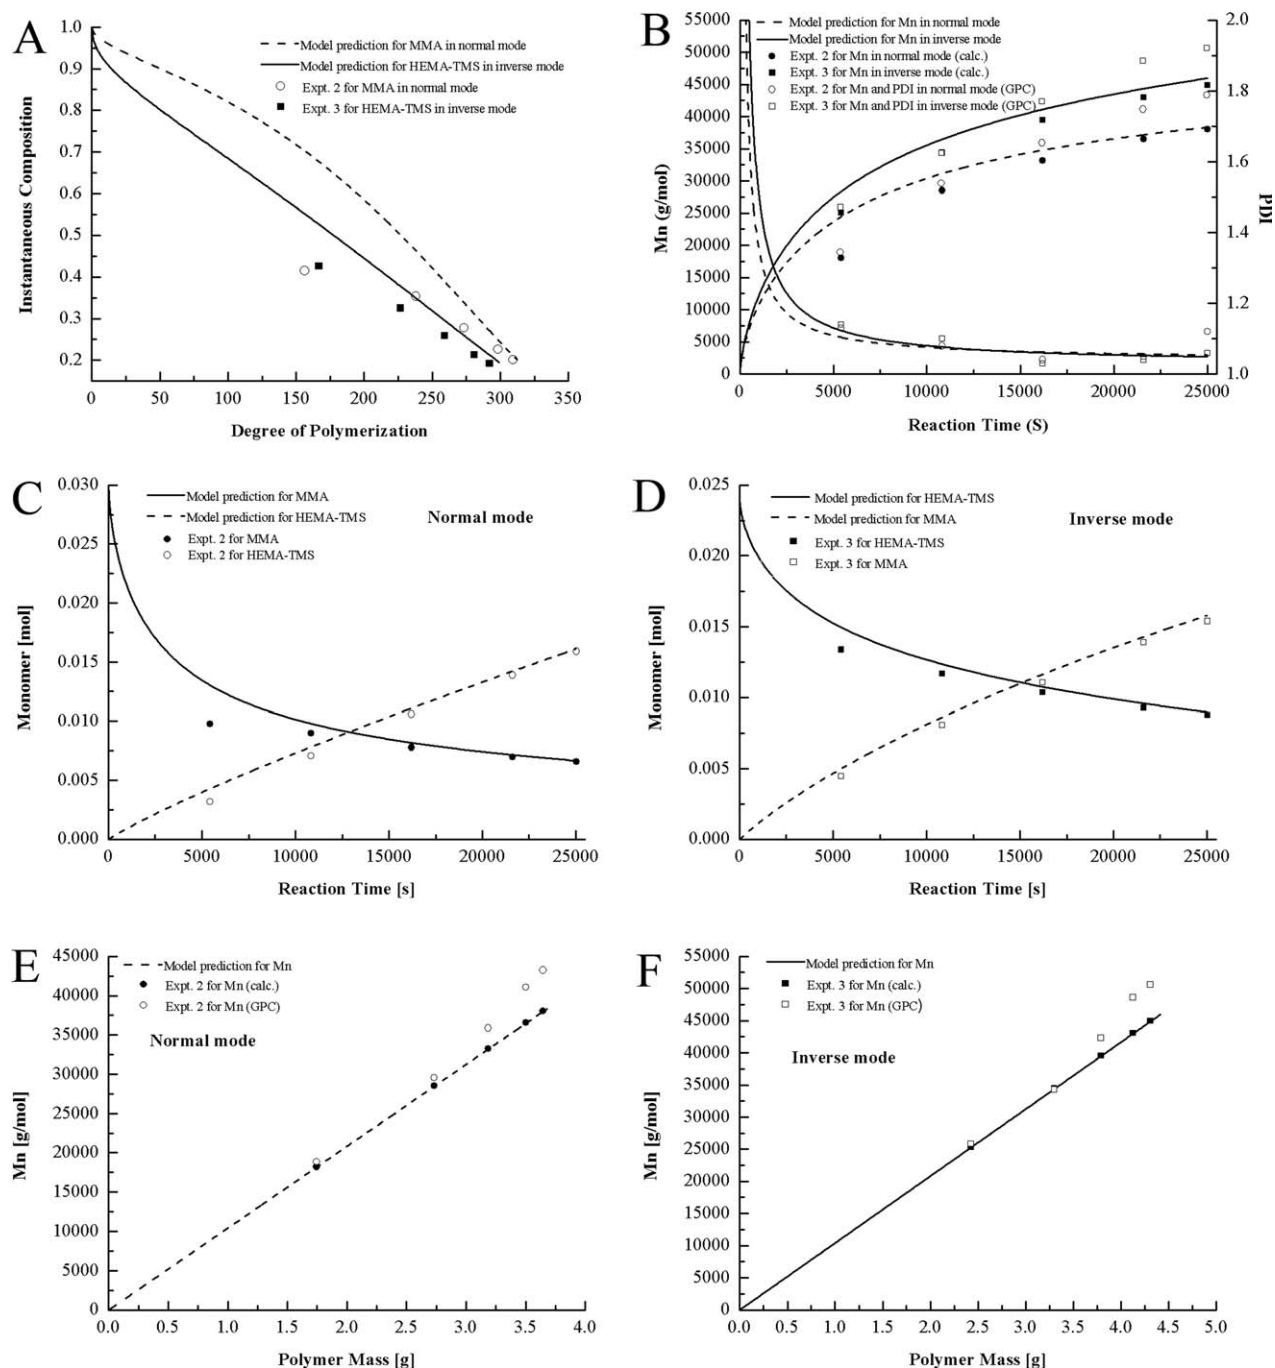 A
1.0
0.9
0.8
0.7
0.6
0.5
0.4
0.3
0.2
Instantaneous Composition
Model prediction for MMA in normal mode
Model prediction for HEMA-TMS in inverse mode
Expt. 2 for MMA in normal mode
Expt. 3 for HEMA-TMS in inverse mode
0 50 100 150 200 250 300 350
Degree of Polymerization
B
55000
50000
45000
40000
35000
30000
25000
20000
15000
10000
5000
0
Mn (g/mol)
Model prediction for Mn in normal mode
Model prediction for Mn in inverse mode
Expt. 2 for Mn in normal mode (calc.)
Expt. 3 for Mn in inverse mode (calc.)
Expt. 2 for Mn and PDI in normal mode (GPC)
Expt. 3 for Mn and PDI in inverse mode (GPC)
2.0
1.8
1.6
1.4
1.2
1.0
PDI
0 5000 10000 15000 20000 25000
Reaction Time (S)
C
0.030
0.025
0.020
0.015
0.010
0.005
0.000
Monomer [mol]
Model prediction for MMA
Model prediction for HEMA-TMS
Expt. 2 for MMA
Expt. 2 for HEMA-TMS
Normal mode
0 5000 10000 15000 20000 25000
Reaction Time [s]
D
0.025
0.020
0.015
0.010
0.005
0.000
Monomer [mol]
Model prediction for HEMA-TMS
Model prediction for MMA
Expt. 3 for HEMA-TMS
Expt. 3 for MMA
Inverse mode
0 5000 10000 15000 20000 25000
Reaction Time [s]
E
45000
40000
35000
30000
25000
20000
15000
10000
5000
0
Mn [g/mol]
Model prediction for Mn
Expt. 2 for Mn (calc.)
Expt. 2 for Mn (GPC)
Normal mode
0.0 0.5 1.0 1.5 2.0 2.5 3.0 3.5 4.0
Polymer Mass [g]
F
55000
50000
45000
40000
35000
30000
25000
20000
15000
10000
5000
0
Mn [g/mol]
Model prediction for Mn
Expt. 3 for Mn (calc.)
Expt. 3 for Mn (GPC)
Inverse mode
0.0 0.5 1.0 1.5 2.0 2.5 3.0 3.5 4.0 4.5 5.0
Polymer Mass [g]